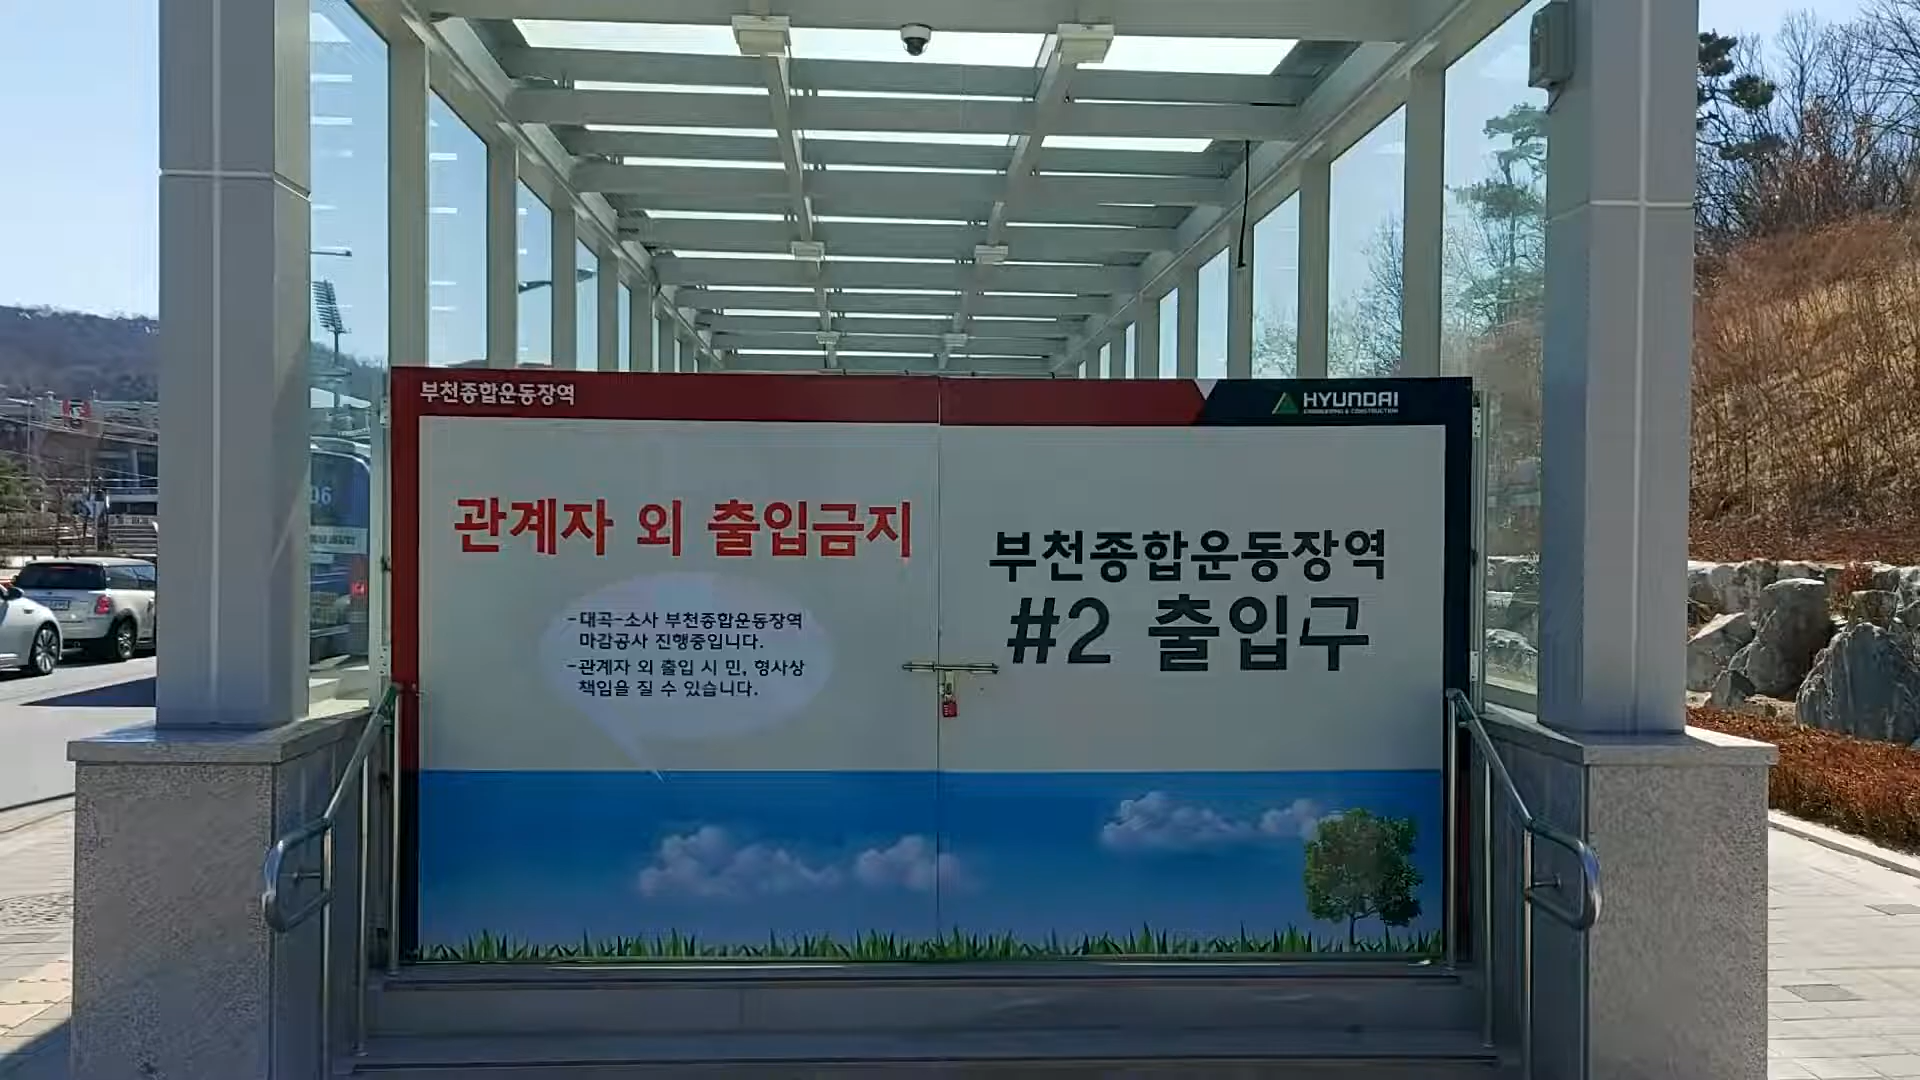 부천종합운동장역
HYUNDAI
ENGINEERING & CONSTRUCTION
관계자 외 출입금지
-대곡-소사 부천종합운동장역
마감공사 진행중입니다.
-관계자 외 출입 시 민, 형사상
책임을 질 수 있습니다.
부천종합운동장역
#2 출입구
06